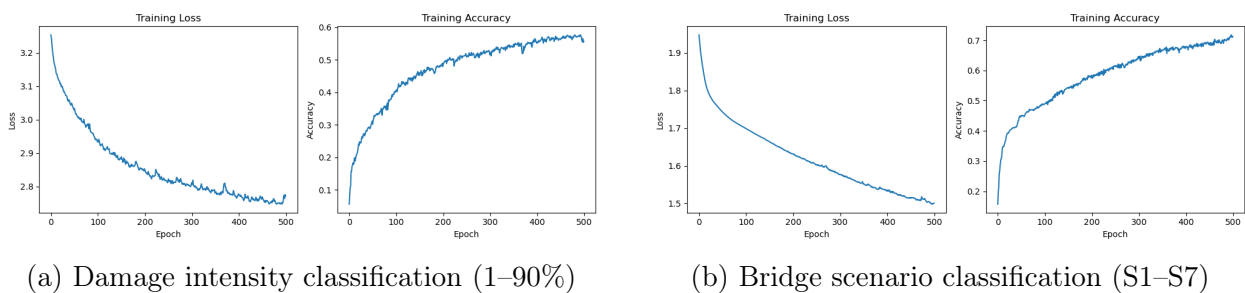 Training Loss
Loss
3.2
3.1
3.0
2.9
2.8
0 100 200 300 400 500
Epoch
Training Accuracy
Accuracy
0.6
0.5
0.4
0.3
0.2
0.1
0 100 200 300 400 500
Epoch
(a) Damage intensity classification (1–90%)
Training Loss
Loss
1.9
1.8
1.7
1.6
1.5
0 100 200 300 400 500
Epoch
Training Accuracy
Accuracy
0.7
0.6
0.5
0.4
0.3
0.2
0 100 200 300 400 500
Epoch
(b) Bridge scenario classification (S1–S7)